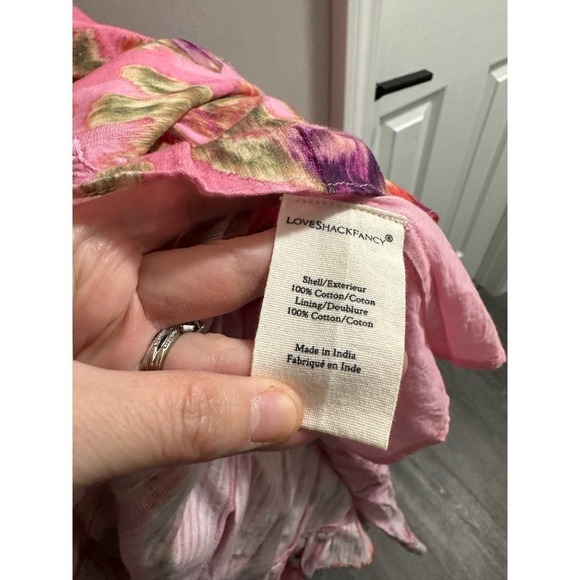 LOVESHACKFANCY®
Shell/Exterieur
100% Cotton/Coton
Lining/Doublure
100% Cotton/Coton
Made in India
Fabriqué en Inde